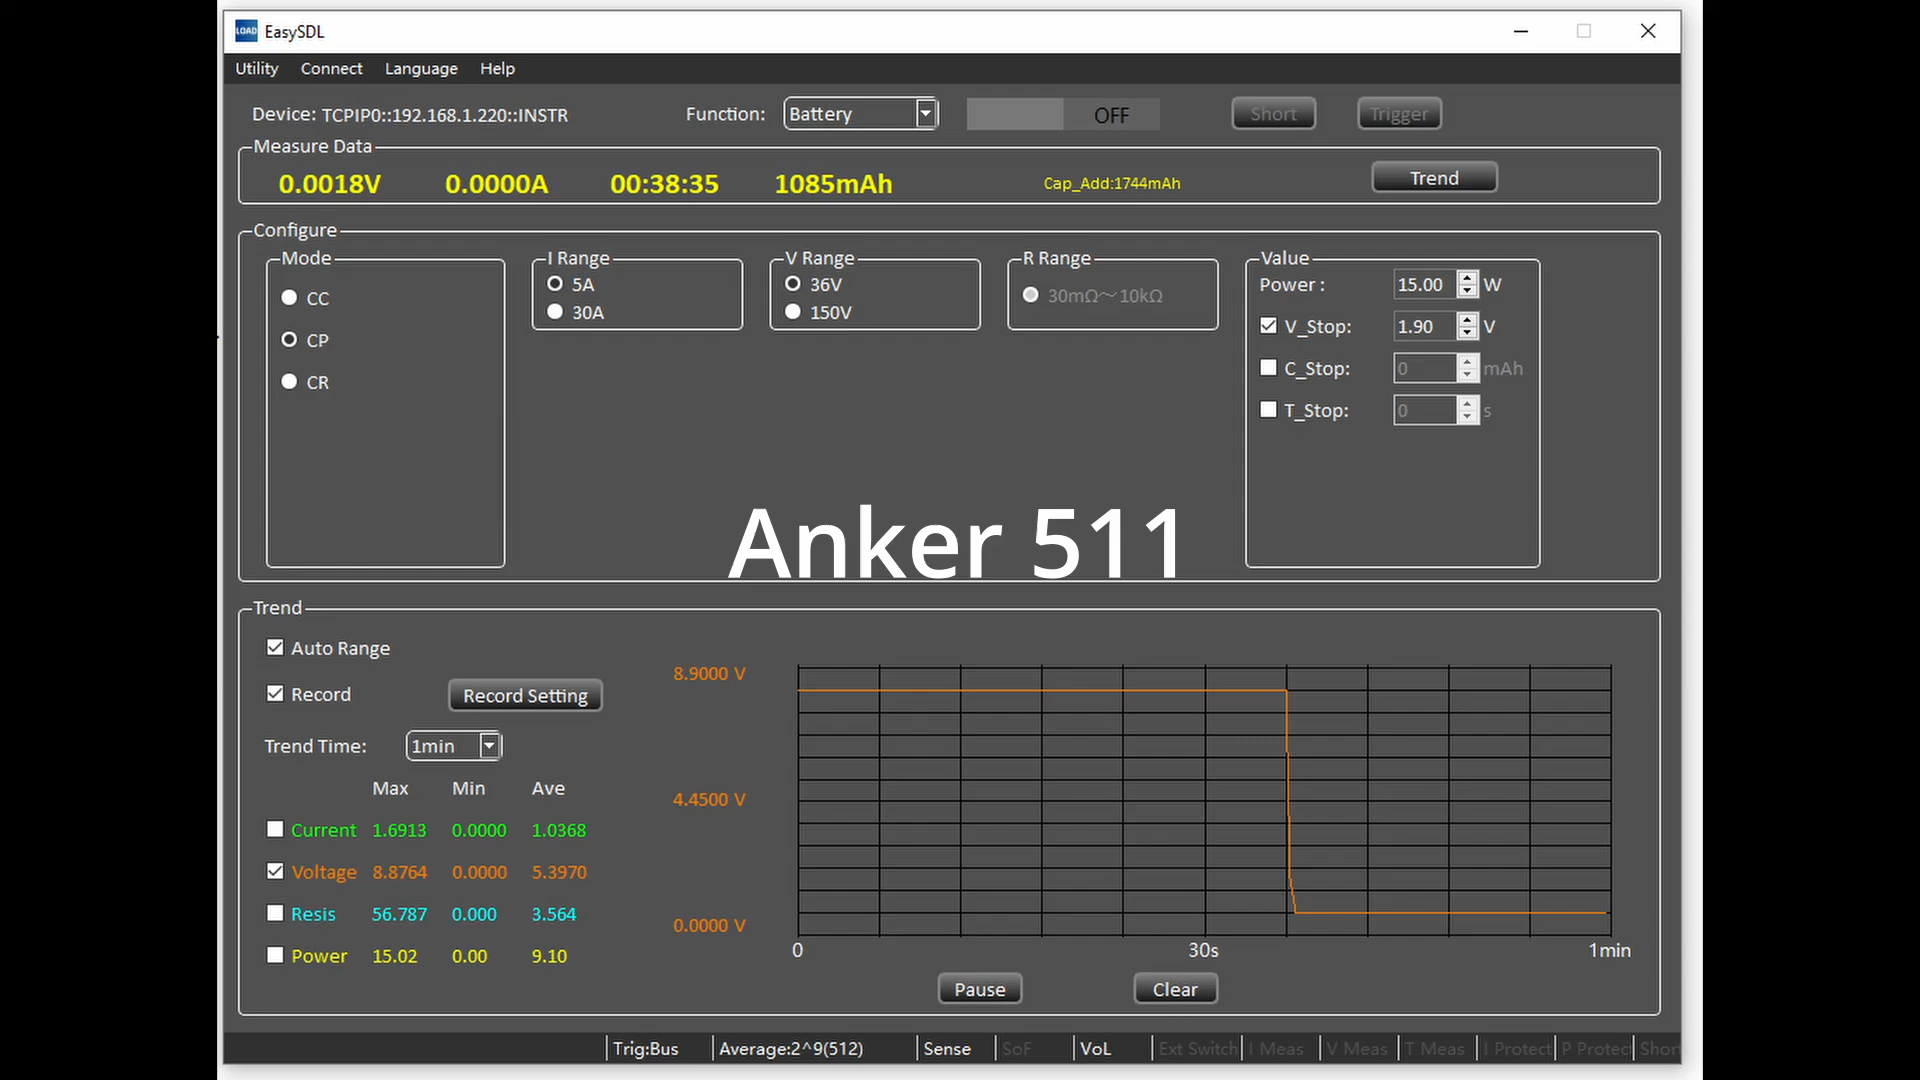 LOAD EasySDL
Utility Connect Language Help
Device: TCPIP0::192.168.1.220::INSTR Function: Battery OFF Short Trigger
Measure Data
0.0018V 0.0000A 00:38:35 1085mAh Cap_Add:1744mAh Trend
Configure
Mode I Range V Range R Range Value
CC 5A 36V 30mΩ～10kΩ Power : 15.00 W
CP 30A 150V V_Stop: 1.90 V
CR C_Stop: 0 mAh
T_Stop: 0 s
Anker 511
Trend
Auto Range
Record Record Setting
Trend Time: 1min
Max Min Ave
Current 1.6913 0.0000 1.0368
Voltage 8.8764 0.0000 5.3970
Resis 56.787 0.000 3.564
Power 15.02 0.00 9.10
8.9000 V
4.4500 V
0.0000 V
0 30s 1min
Pause Clear
Trig:Bus Average:2^9(512) Sense SoF VoL Ext Switch I Meas V Meas T Meas I Protect P Protect Short